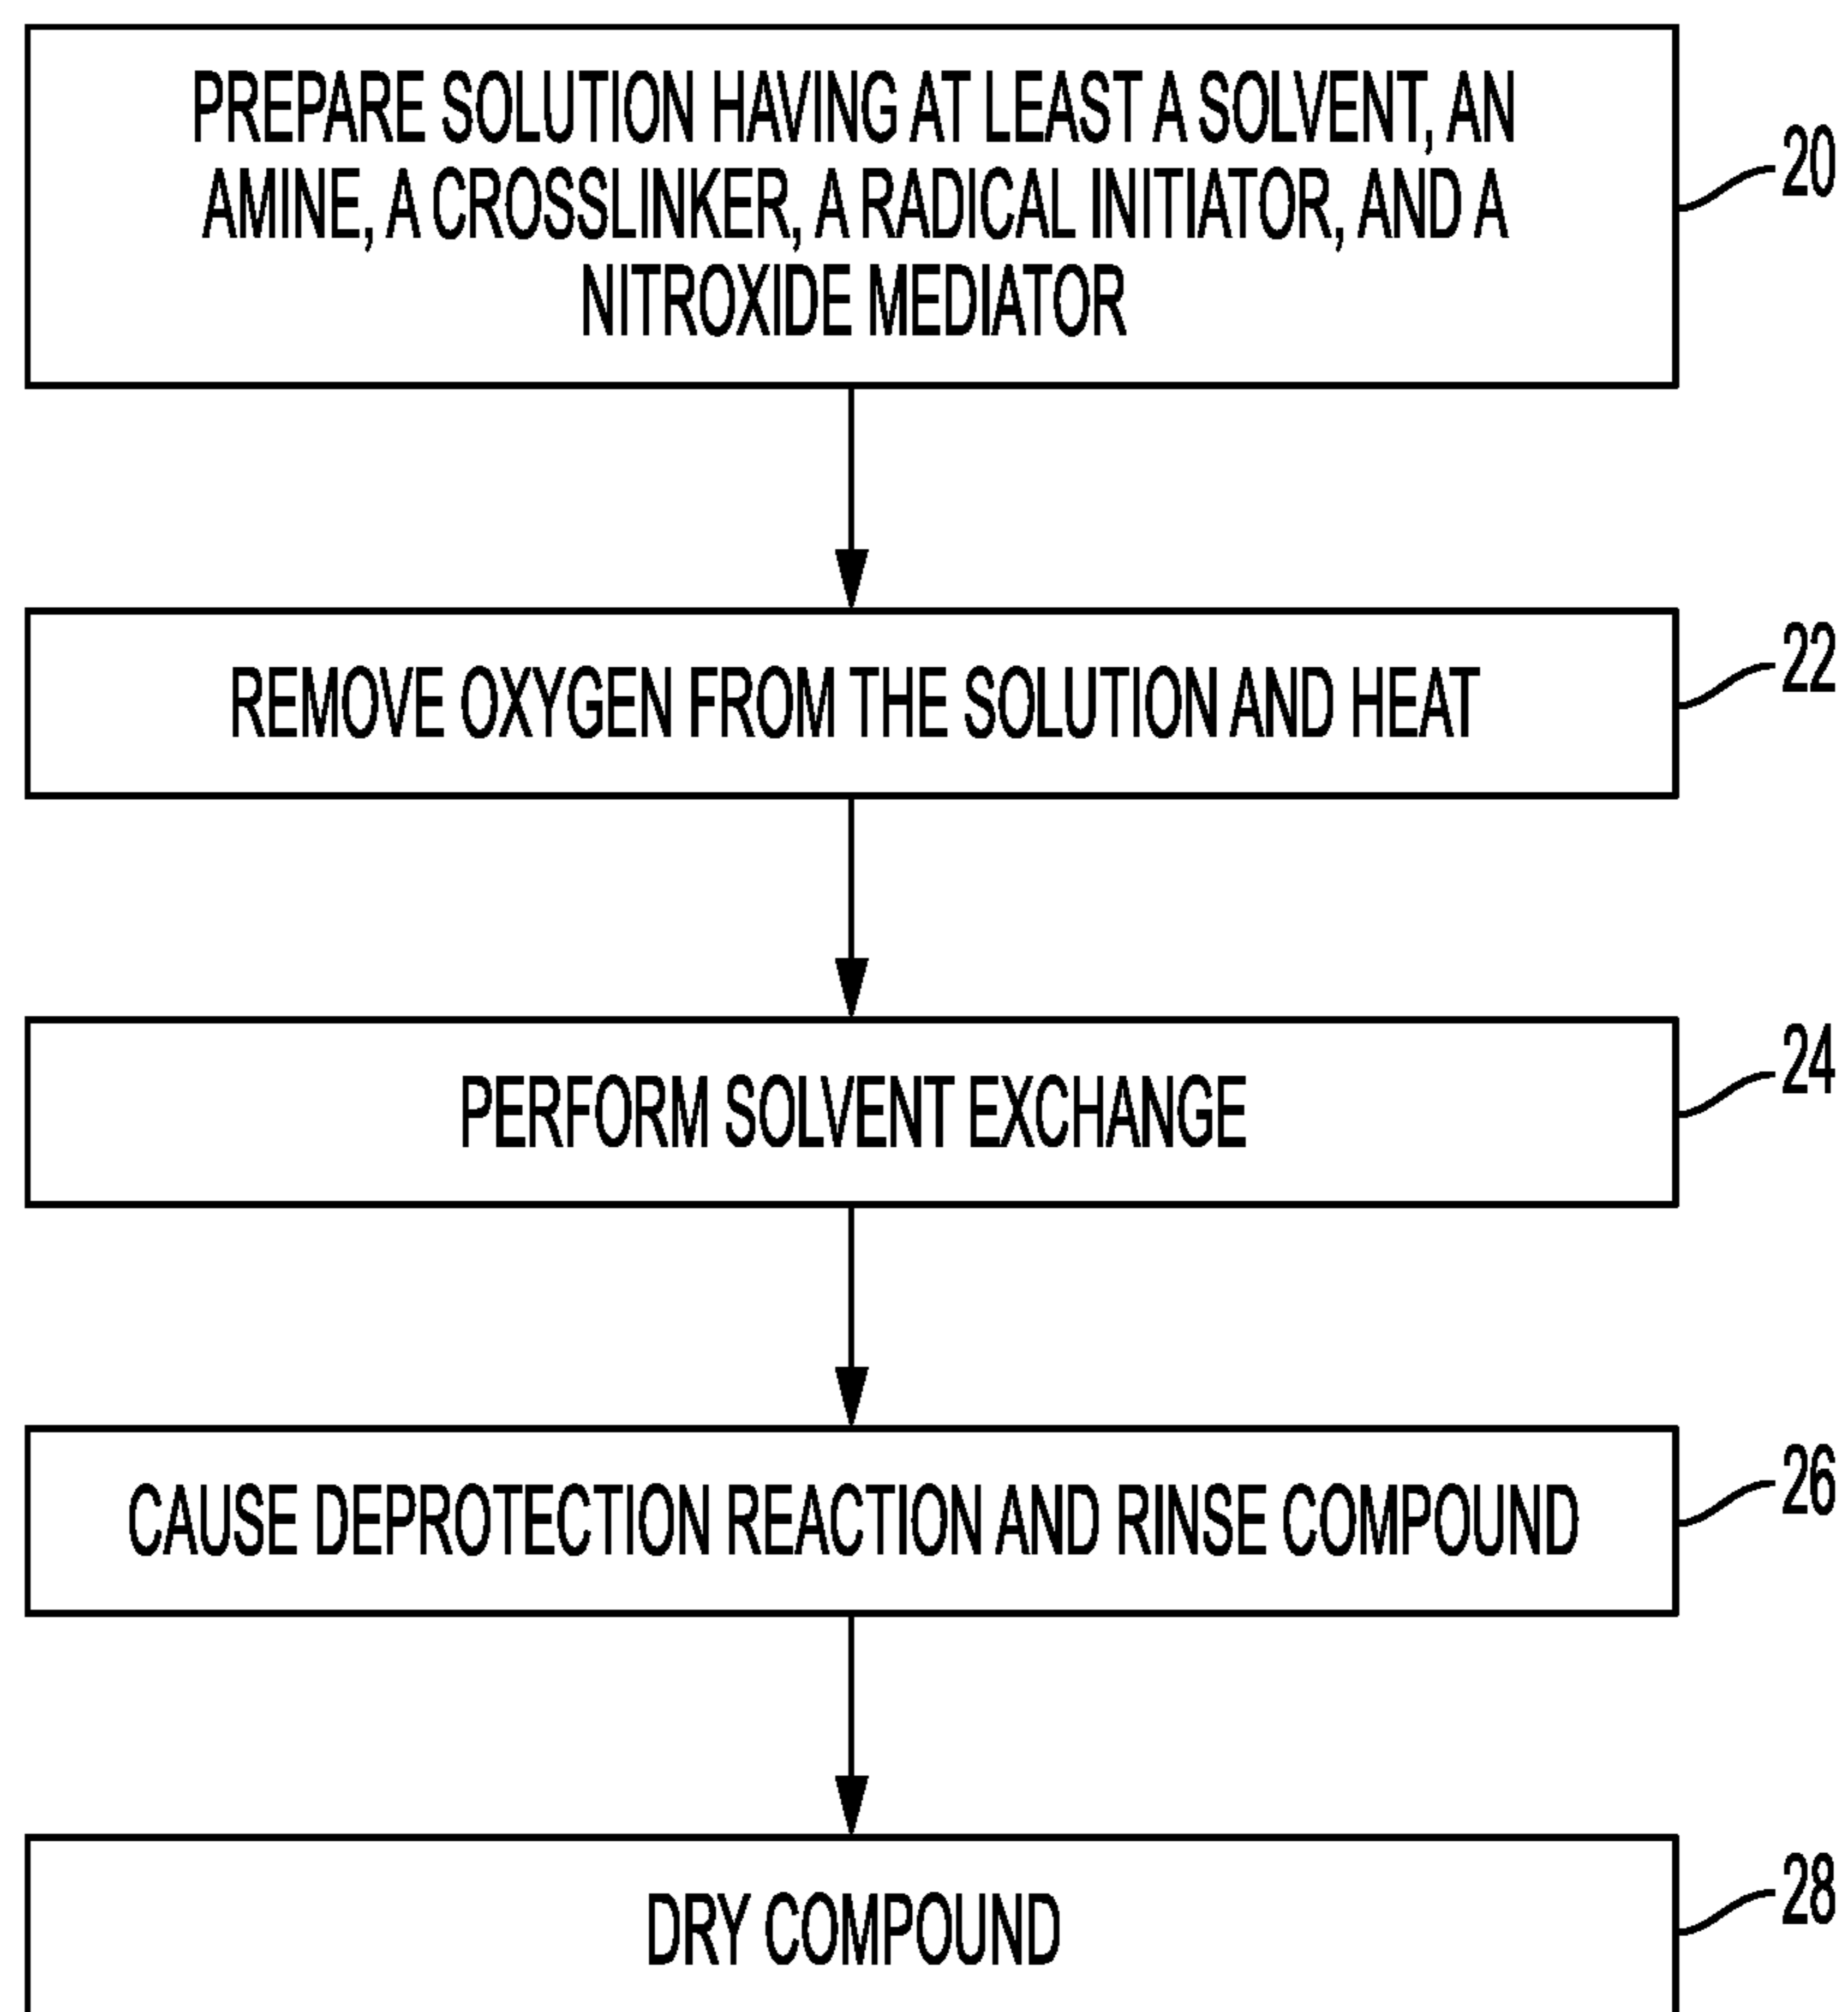 PREPARE SOLUTION HAVING AT LEAST A SOLVENT, AN
AMINE, A CROSSLINKER, A RADICAL INITIATOR, AND A
NITROXIDE MEDIATOR
20
REMOVE OXYGEN FROM THE SOLUTION AND HEAT
22
PERFORM SOLVENT EXCHANGE
24
CAUSE DEPROTECTION REACTION AND RINSE COMPOUND
26
DRY COMPOUND
28